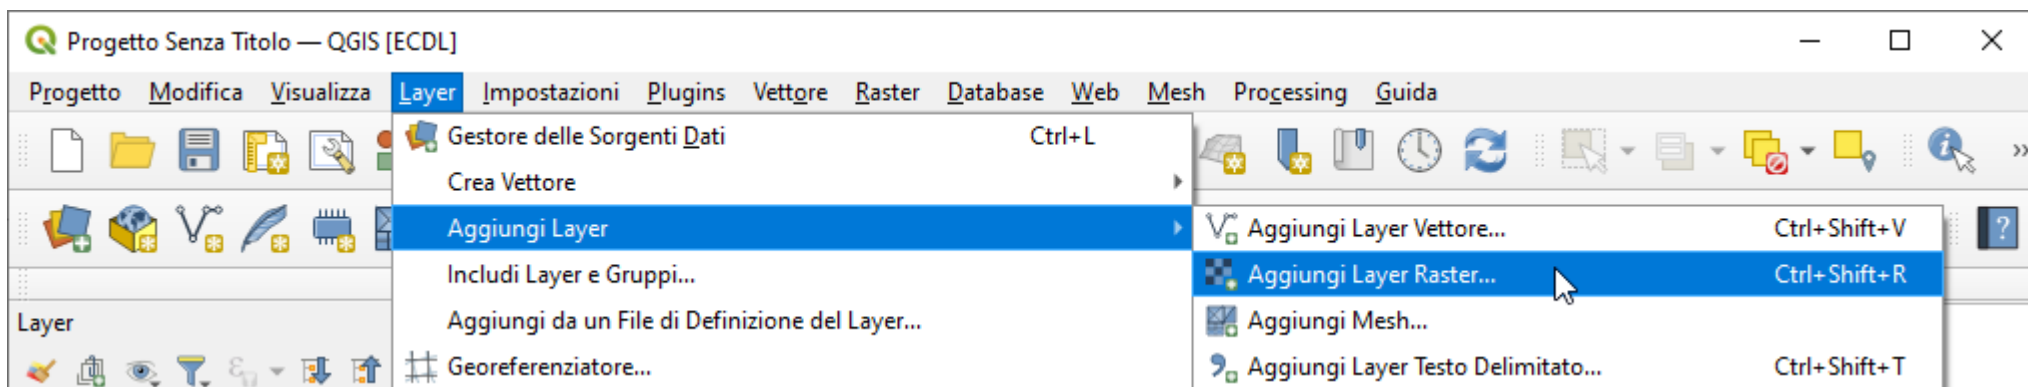 Progetto Senza Titolo — QGIS [ECDL]
Progetto Modifica Visualizza Layer Impostazioni Plugins Vettore Raster Database Web Mesh Processing Guida
Gestore delle Sorgenti Dati Ctrl+L
Crea Vettore
Aggiungi Layer
Aggiungi Layer Vettore... Ctrl+Shift+V
Includi Layer e Gruppi...
Aggiungi Layer Raster... Ctrl+Shift+R
Layer
Aggiungi da un File di Definizione del Layer...
Aggiungi Mesh...
Georeferenziatore...
Aggiungi Layer Testo Delimitato... Ctrl+Shift+T